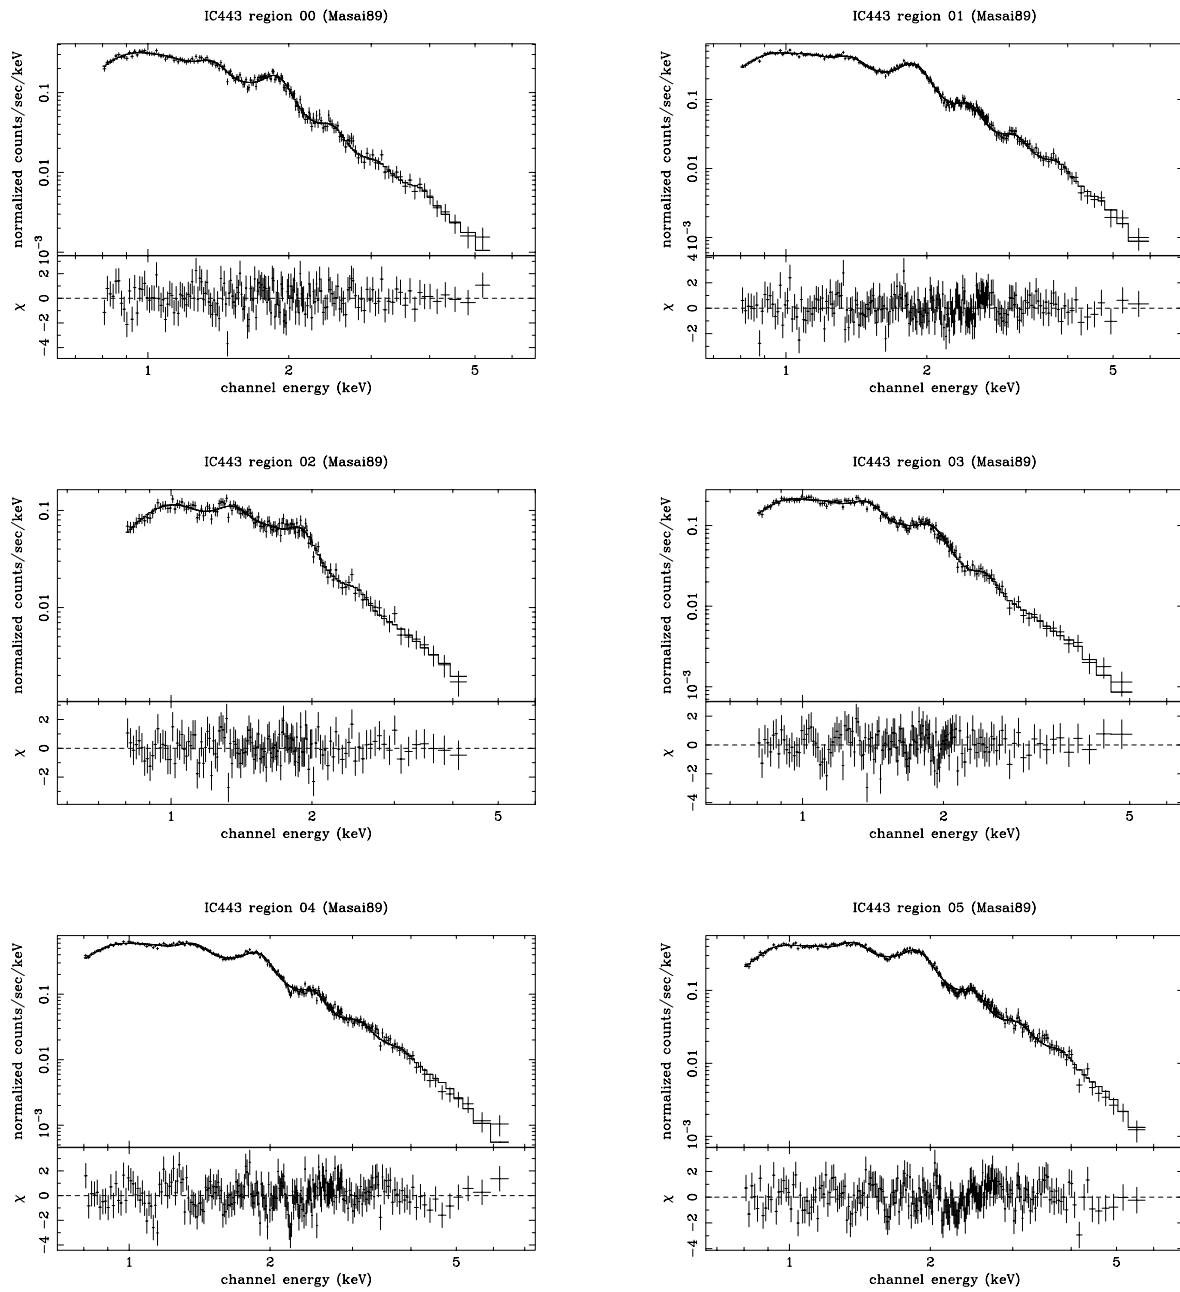 IC443 region 00 (Masai89)
normalized counts/sec/keV
0.1
0.01
10⁻³
χ
2
0
−2
−4
1
2
5
channel energy (keV)
IC443 region 01 (Masai89)
normalized counts/sec/keV
0.1
0.01
10⁻³
χ
4
2
0
−2
1
2
5
channel energy (keV)
IC443 region 02 (Masai89)
normalized counts/sec/keV
0.1
0.01
χ
2
0
−2
1
2
5
channel energy (keV)
IC443 region 03 (Masai89)
normalized counts/sec/keV
0.1
0.01
10⁻³
χ
2
0
−2
−4
1
2
5
channel energy (keV)
IC443 region 04 (Masai89)
normalized counts/sec/keV
0.1
0.01
10⁻³
χ
2
0
−2
−4
1
2
5
channel energy (keV)
IC443 region 05 (Masai89)
normalized counts/sec/keV
0.1
0.01
10⁻³
χ
2
0
−2
−4
1
2
5
channel energy (keV)